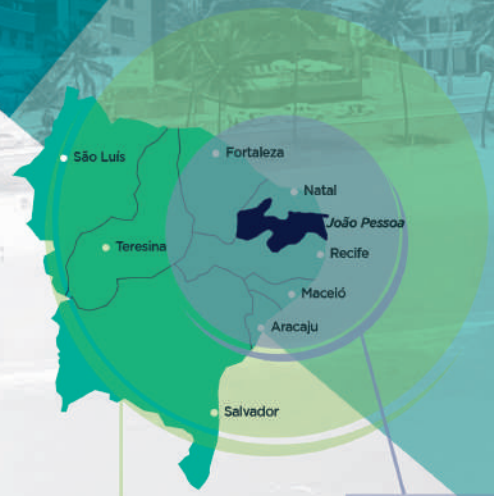 São Luís
Fortaleza
Natal
João Pessoa
Teresina
Recife
Maceió
Aracaju
Salvador